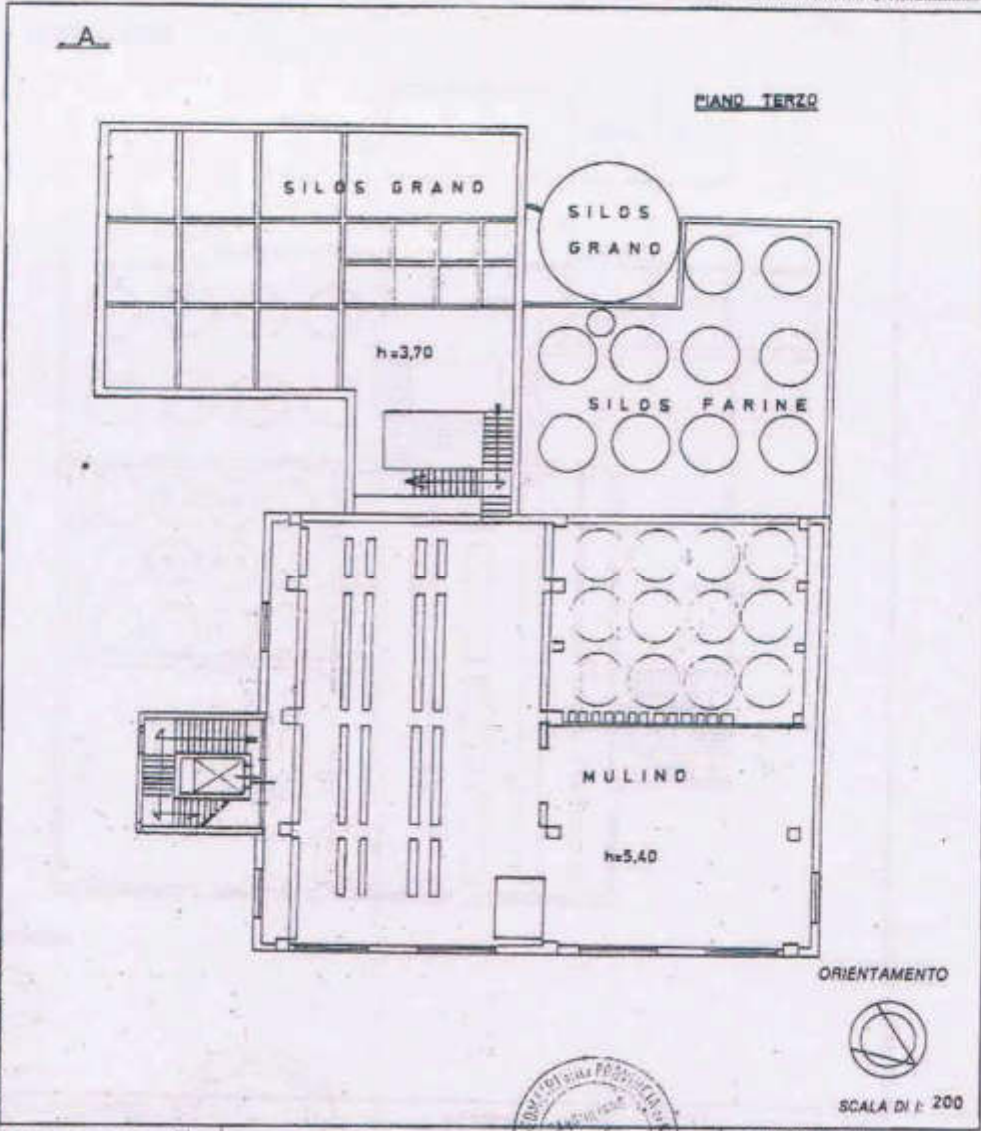 A
PIANO TERZO
SILOS GRANO
SILOS
GRANO
h=3,70
SILOS FARINE
MULINO
h=5,40
ORIENTAMENTO
SCALA DI 1: 200